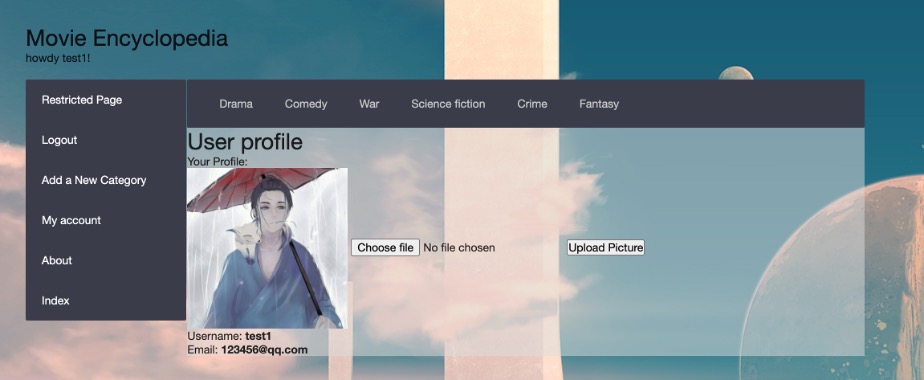 Movie Encyclopedia
howdy test1!
Restricted Page
Logout
Add a New Category
My account
About
Index
Drama Comedy War Science fiction Crime Fantasy
User profile
Your Profile:
Choose file No file chosen Upload Picture
Username: test1
Email: 123456@qq.com